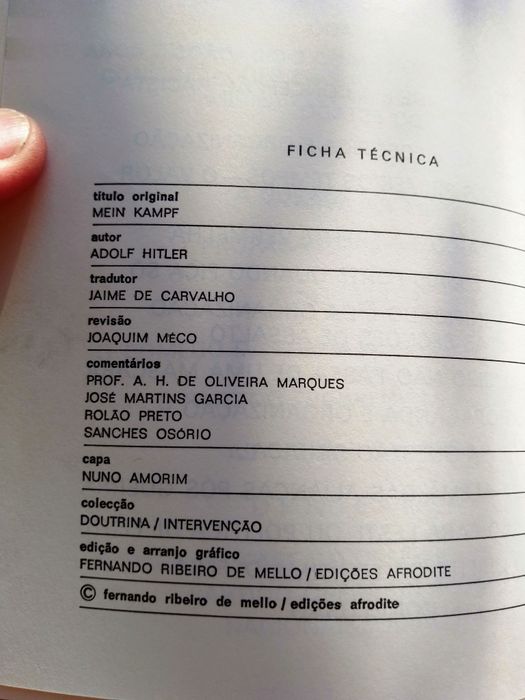 FICHA TÉCNICA
título original
MEIN KAMPF
autor
ADOLF HITLER
tradutor
JAIME DE CARVALHO
revisão
JOAQUIM MÉCO
comentários
PROF. A. H. DE OLIVEIRA MARQUES
JOSÉ MARTINS GARCIA
ROLÃO PRETO
SANCHES OSÓRIO
capa
NUNO AMORIM
colecção
DOUTRINA / INTERVENÇÃO
edição e arranjo gráfico
FERNANDO RIBEIRO DE MELLO / EDIÇÕES AFRODITE
© fernando ribeiro de mello / edições afrodite